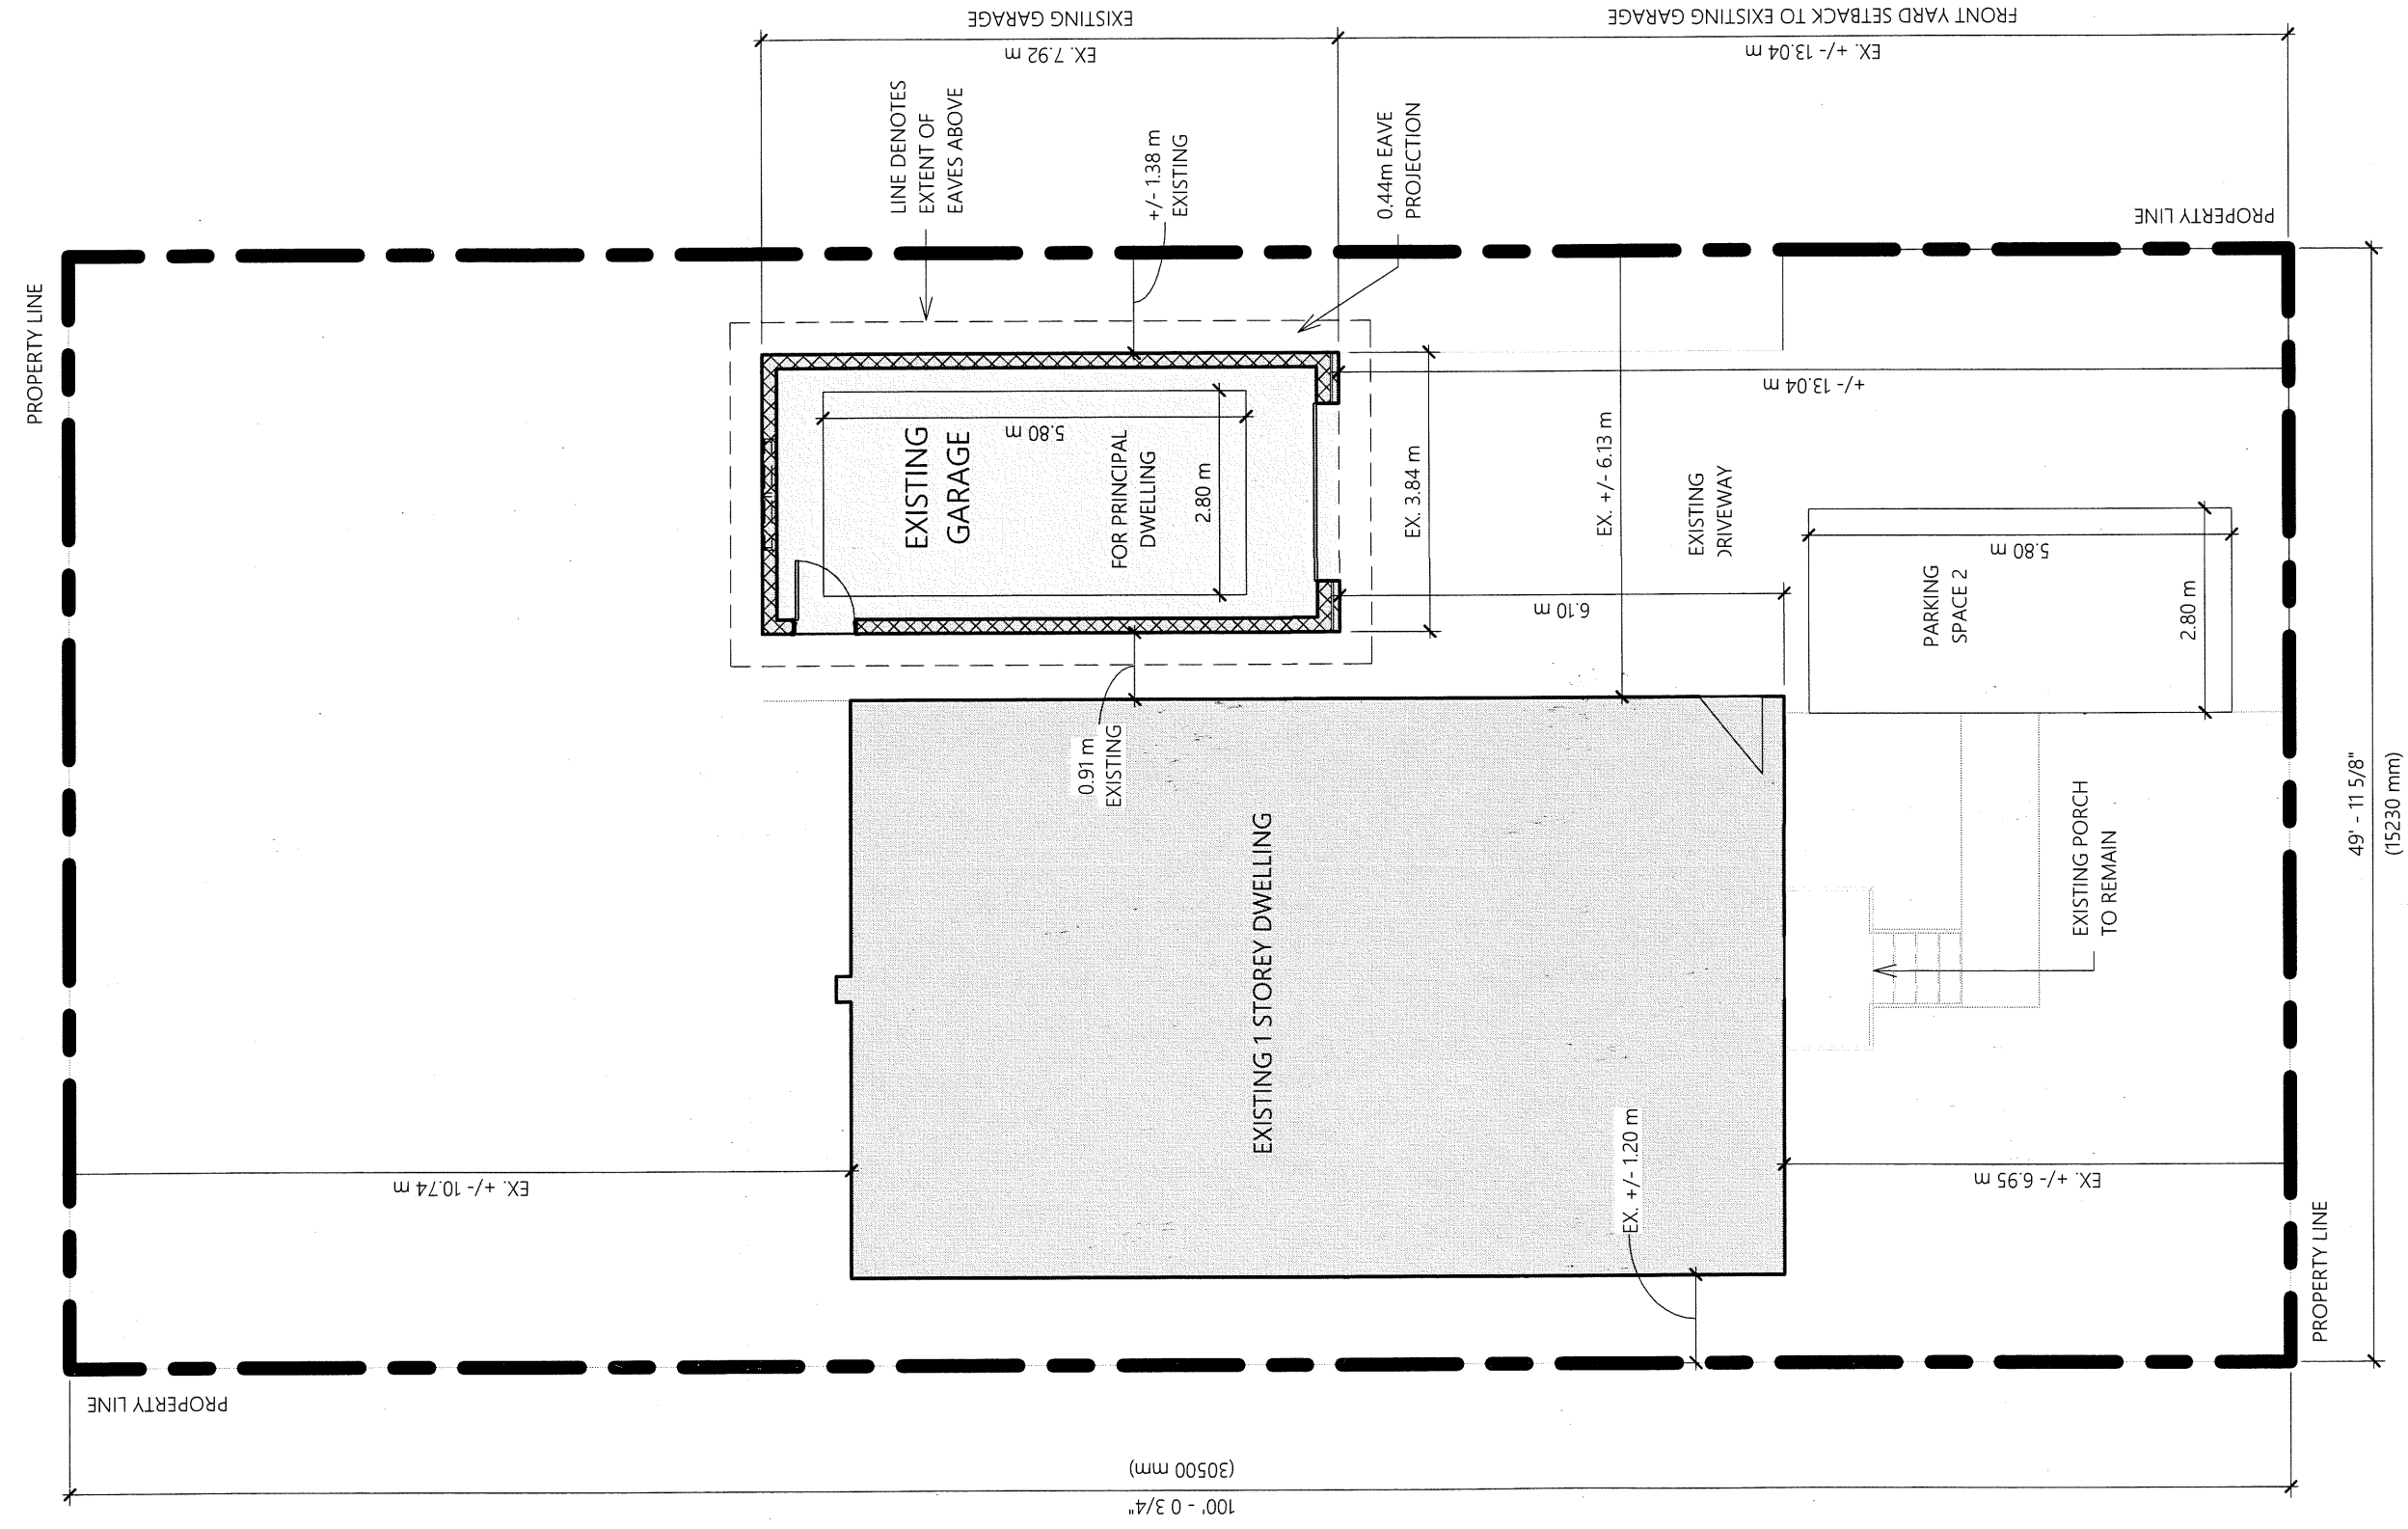 EXISTING GARAGE
EX. 7.92 m
FRONT YARD SETBACK TO EXISTING GARAGE
EX. +/- 13.04 m
LINE DENOTES
EXTENT OF
EAVES ABOVE
+/- 1.38 m
EXISTING
0.44m EAVE
PROJECTION
PROPERTY LINE
PROPERTY LINE
EXISTING
GARAGE
5.80 m
FOR PRINCIPAL
DWELLING
2.80 m
EX. 3.84 m
EX. +/- 6.13 m
+/- 13.04 m
EXISTING
DRIVEWAY
6.10 m
5.80 m
PARKING
SPACE 2
2.80 m
0.91 m
EXISTING
EXISTING 1 STOREY DWELLING
EXISTING PORCH
TO REMAIN
49' - 11 5/8"
(15230 mm)
EX. +/- 10.74 m
EX. +/- 1.20 m
EX. +/- 6.95 m
PROPERTY LINE
PROPERTY LINE
(30500 mm)
100' - 0 3/4"